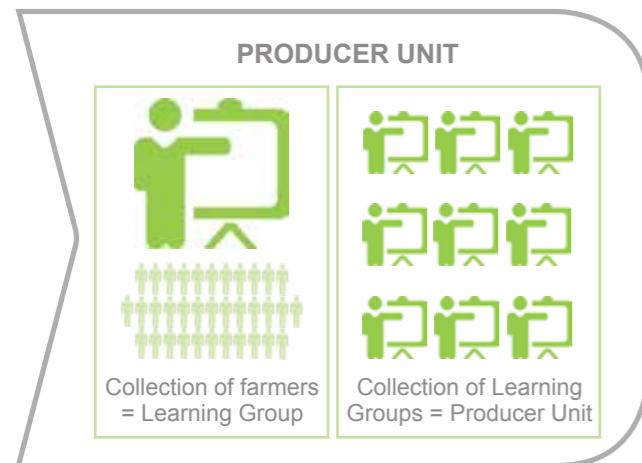 PRODUCER UNIT
Collection of farmers
= Learning Group
Collection of Learning
Groups = Producer Unit